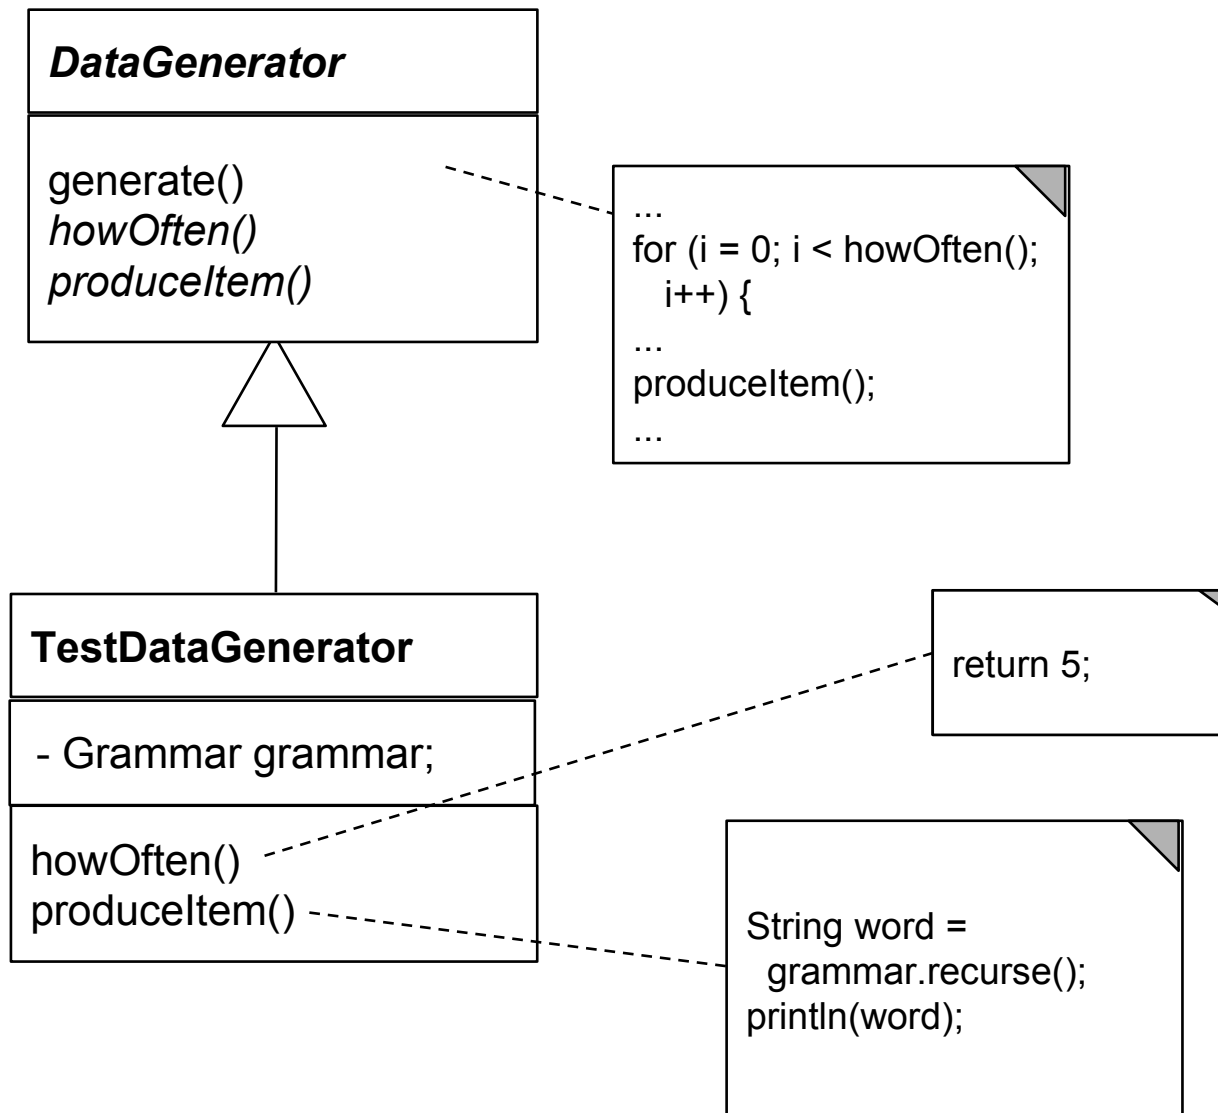 DataGenerator
generate()
howOften()
produceItem()
...
for (i = 0; i < howOften();
i++) {
...
produceItem();
...
TestDataGenerator
- Grammar grammar;
howOften()
produceItem()
return 5;
String word =
grammar.recurse();
println(word);